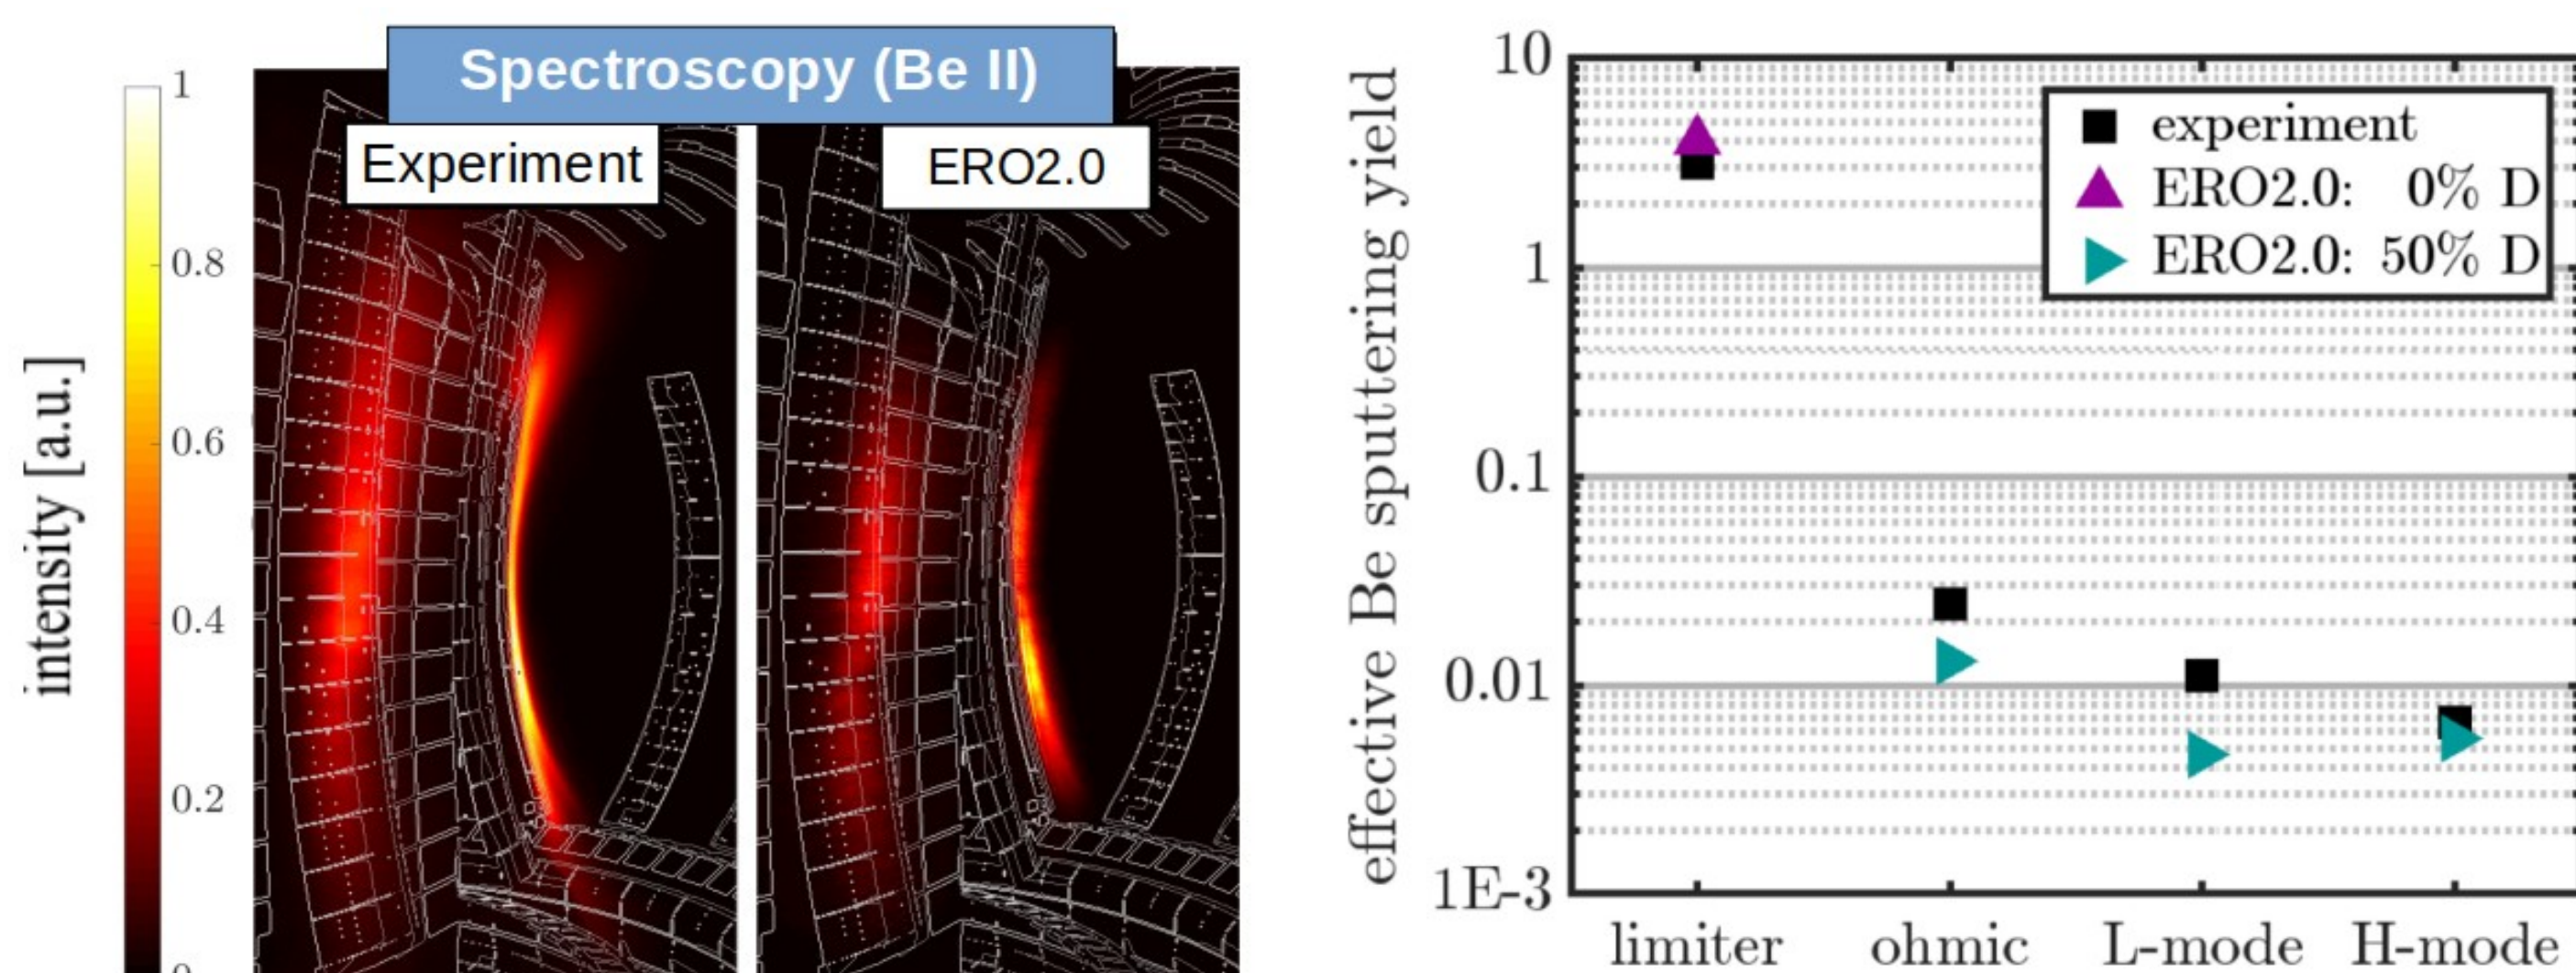 Spectroscopy (Be II)
Experiment
ERO2.0
intensity [a.u.]
1
0.8
0.6
0.4
0.2
0
effective Be sputtering yield
10
1
0.1
0.01
1E-3
experiment
ERO2.0: 0% D
ERO2.0: 50% D
limiter ohmic L-mode H-mode